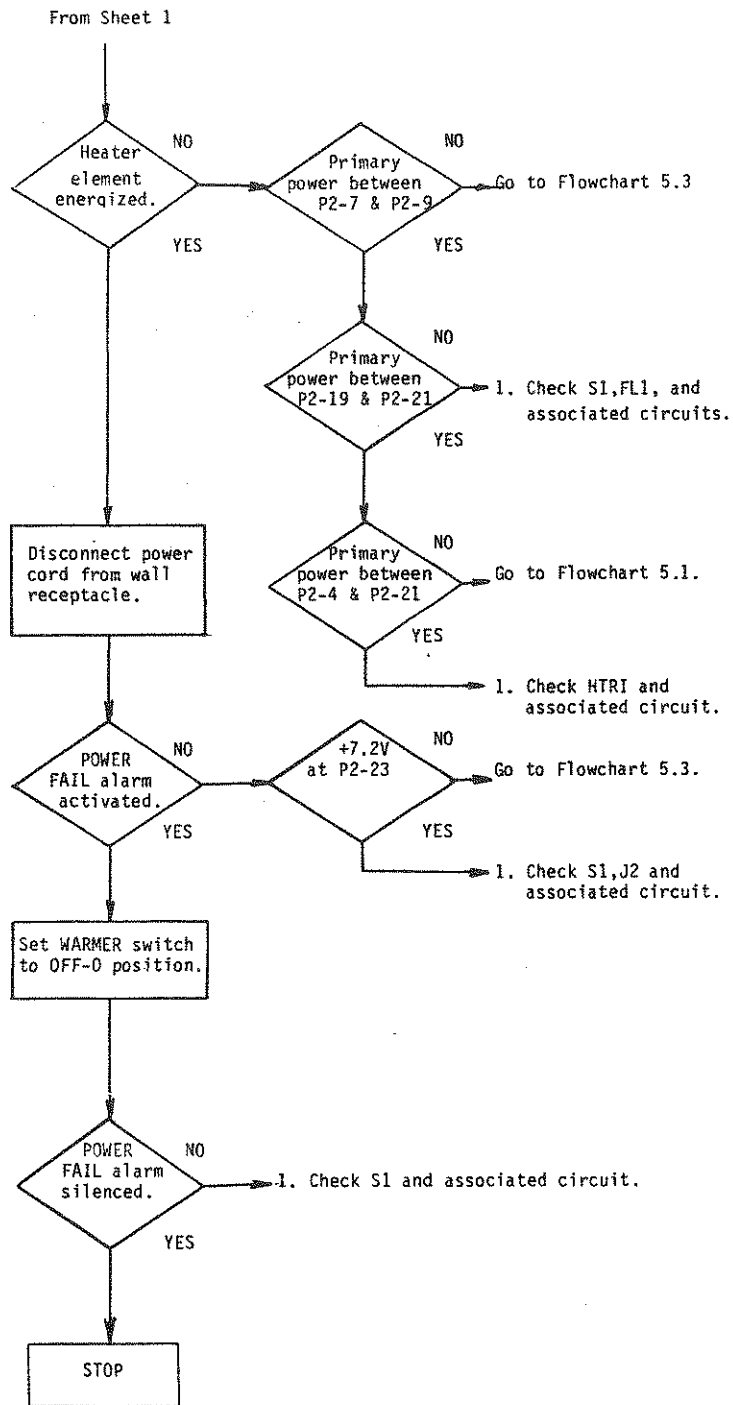 From Sheet 1
NO
Heater
element
energized.
YES
NO
Primary
power between
P2-7 & P2-9
Go to Flowchart 5.3
YES
NO
Primary
power between
P2-19 & P2-21
1. Check S1,FL1, and
associated circuits.
YES
NO
Primary
power between
P2-4 & P2-21
Go to Flowchart 5.1.
YES
1. Check HTRI and
associated circuit.
Disconnect power
cord from wall
receptacle.
NO
POWER
FAIL alarm
activated.
YES
NO
+7.2V
at P2-23
Go to Flowchart 5.3.
YES
1. Check S1,J2 and
associated circuit.
Set WARMER switch
to OFF-O position.
NO
POWER
FAIL alarm
silenced.
1. Check S1 and associated circuit.
YES
STOP